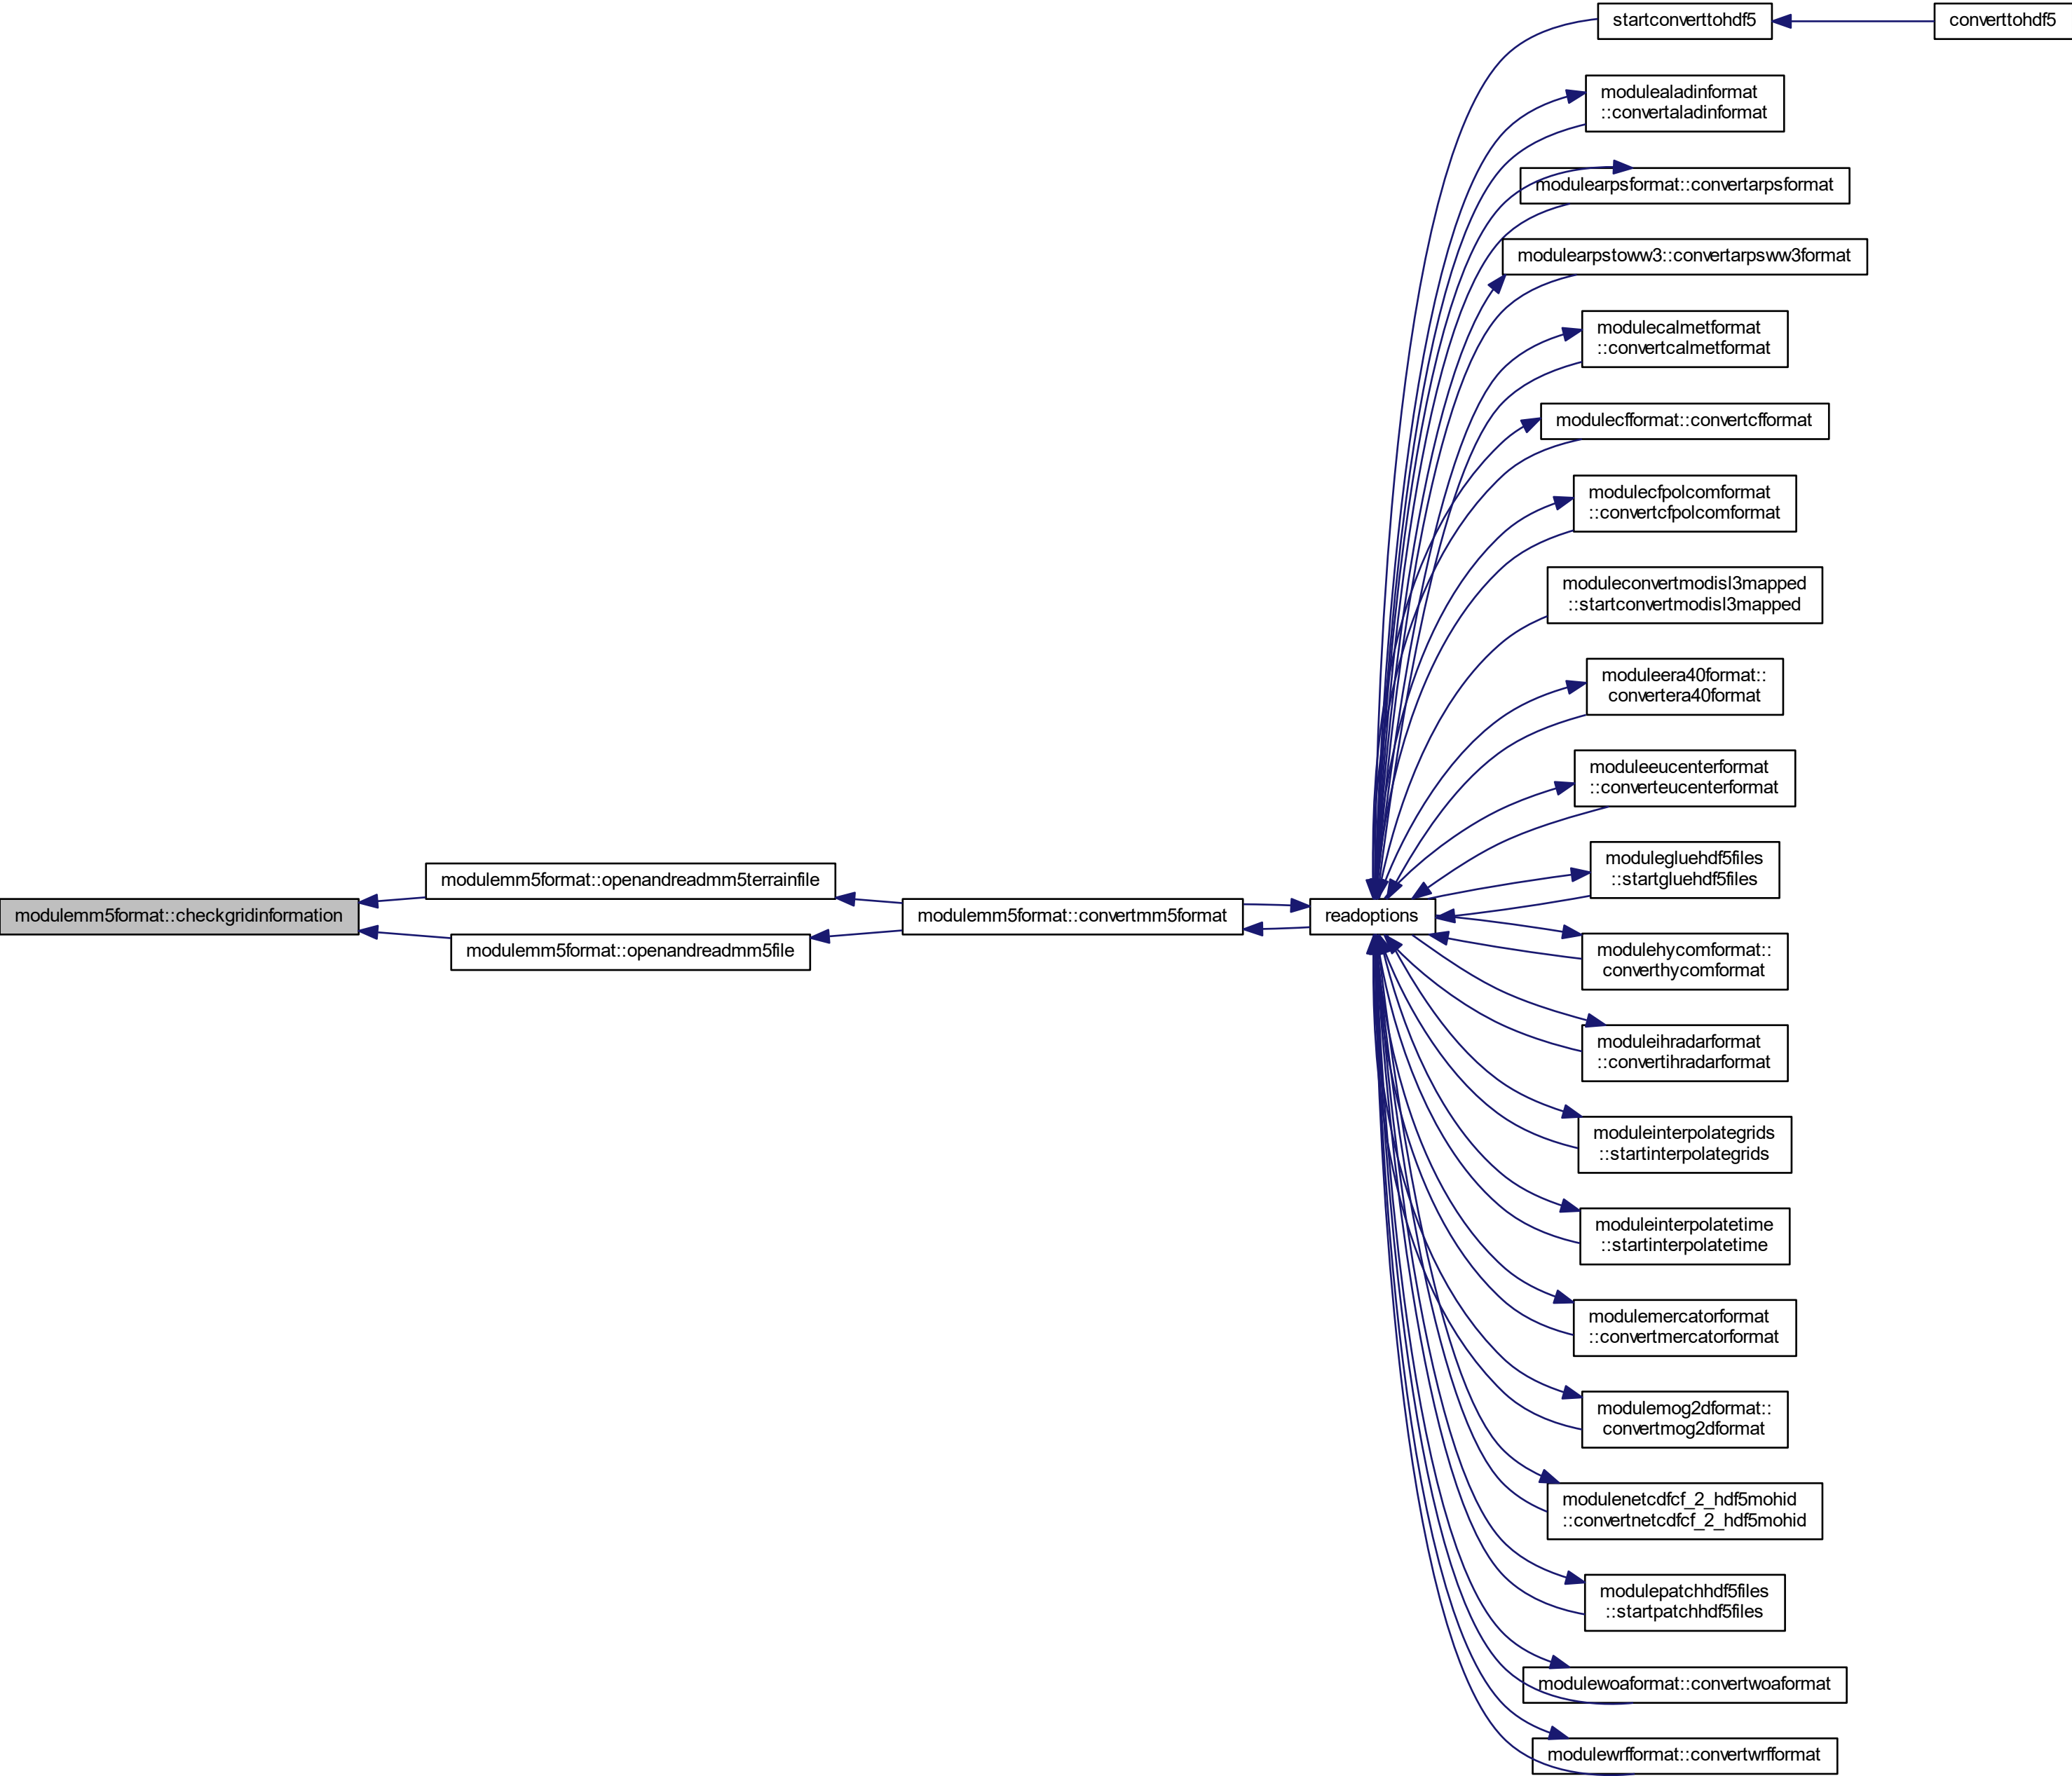 startconverttohdf5
converttohdf5
modulealadinformat
::convertaladinformat
modulearpsformat::convertarpsformat
modulearpstoww3::convertarpsww3format
modulecalmetformat
::convertcalmetformat
modulecfformat::convertcfformat
modulecfpolcomformat
::convertcfpolcomformat
moduleconvertmodisl3mapped
::startconvertmodisl3mapped
moduleera40format::
convertera40format
moduleeucenterformat
::converteucenterformat
modulegluehdf5files
::startgluehdf5files
modulemm5format::openandreadmm5terrainfile
modulemm5format::checkgridinformation
modulemm5format::convertmm5format
readoptions
modulemm5format::openandreadmm5file
modulehycomformat::
converthycomformat
moduleihradarformat
::convertihradarformat
moduleinterpolategrids
::startinterpolategrids
moduleinterpolatetime
::startinterpolatetime
modulemercatorformat
::convertmercatorformat
modulemog2dformat::
convertmog2dformat
modulenetcdfcf_2_hdf5mohid
::convertnetcdfcf_2_hdf5mohid
modulepatchhdf5files
::startpatchhdf5files
modulewoaformat::convertwoaformat
modulewrfformat::convertwrfformat